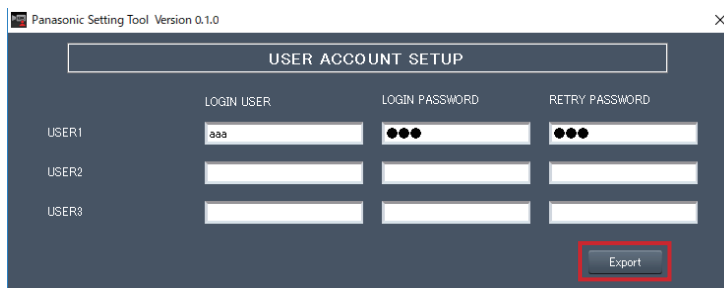 Panasonic Setting Tool Version 0.1.0
USER ACCOUNT SETUP
LOGIN USER LOGIN PASSWORD RETRY PASSWORD
USER1 aaa ●●● ●●●
USER2
USER3
Export